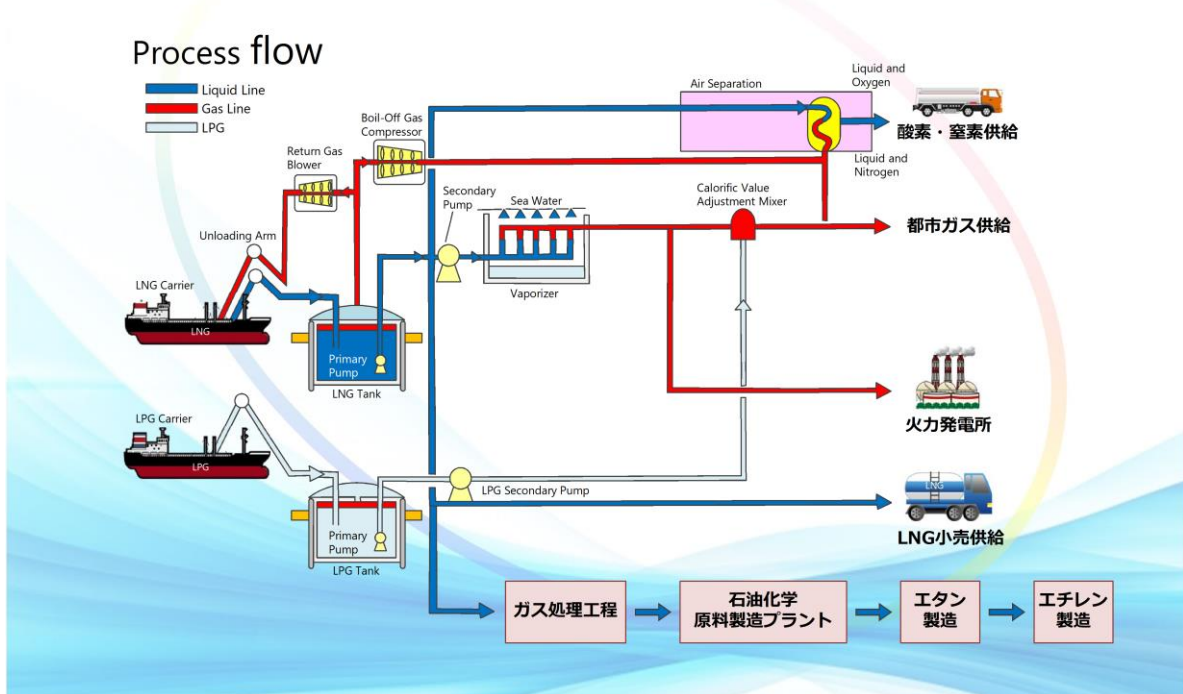 Process flow
Liquid Line
Gas Line
LPG
Air Separation
Liquid and
Oxygen
酸素・窒素供給
Liquid and
Nitrogen
Boil-Off Gas
Compressor
Return Gas
Blower
Secondary
Pump
Sea Water
Calorific Value
Adjustment Mixer
都市ガス供給
Unloading Arm
Vaporizer
LNG Carrier
LNG
Primary
Pump
LNG Tank
火力発電所
LPG Carrier
LPG
LPG Secondary Pump
LNG
LNG小売供給
Primary
Pump
LPG Tank
ガス処理工程
石油化学
原料製造プラント
エタン
製造
エチレン
製造